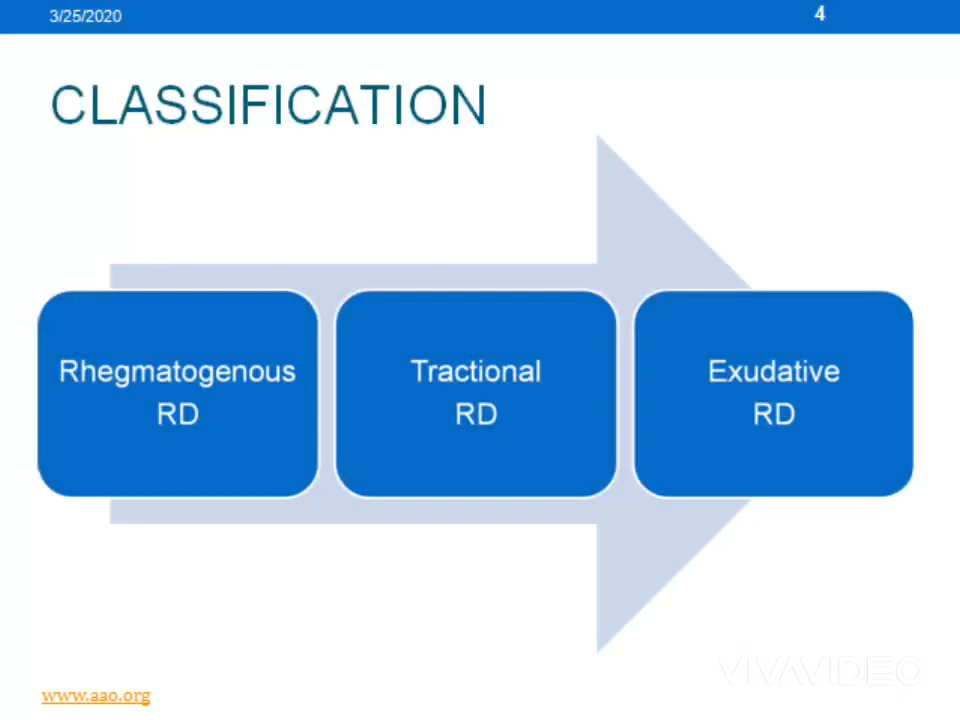 3/25/2020
4
CLASSIFICATION
Rhegmatogenous
RD
Tractional
RD
Exudative
RD
www.aao.org
VIVAVIDEO